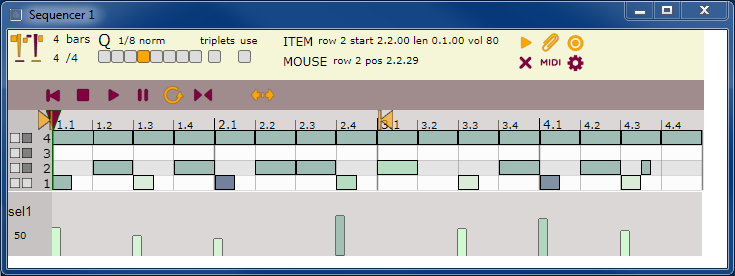 Sequencer 1
4 bars Q 1/8 norm triplets use ITEM row 2 start 2.2.00 len 0.1.00 vol 80
4 /4 MOUSE row 2 pos 2.2.29 MIDI
1.1 1.2 1.3 1.4 2.1 2.2 2.3 2.4 3.1 3.2 3.3 3.4 4.1 4.2 4.3 4.4
4
3
2
1
sel1
50